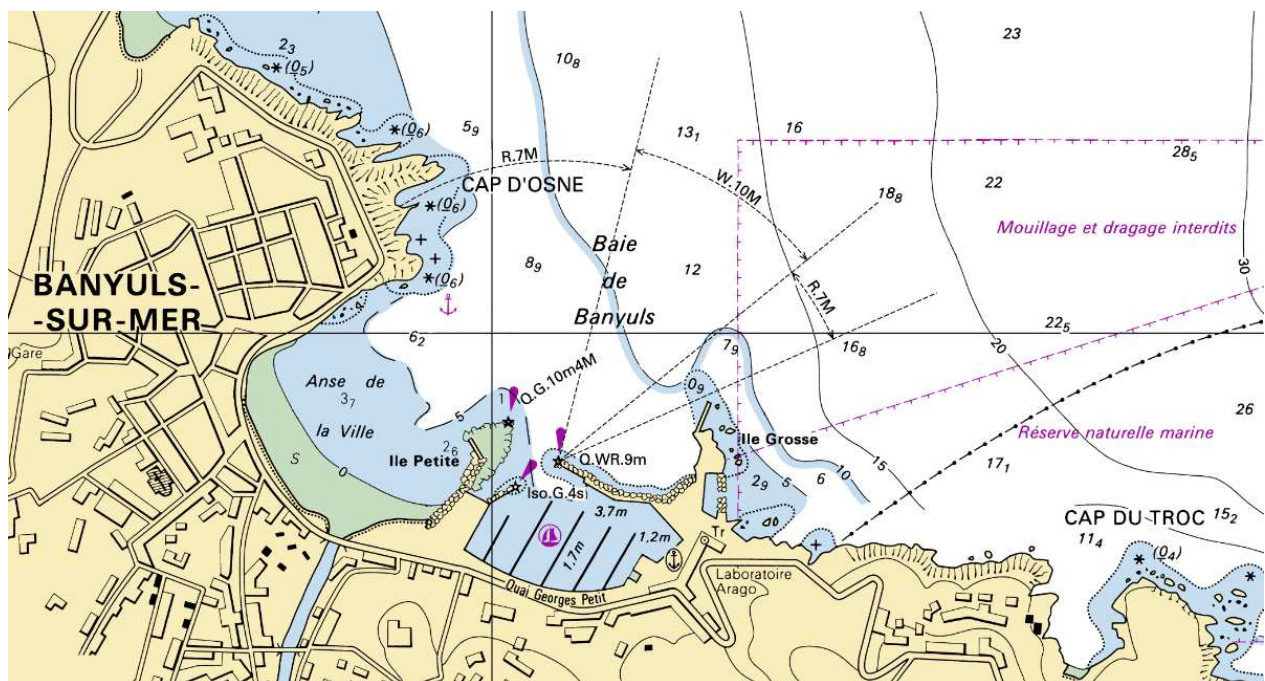 23
2₃
10₈
(0₅)
13₁
16
5₉
(0₆)
28₅
R.7M
CAP D'OSNE
22
W.10M
18₈
(0₆)
Mouillage et dragage interdits
Baie
de
Banyuls
8₉
12
30
(0₆)
BANYULS-
-SUR-MER
R.7M
6₂
22₅
7₉
16₈
20
Gare
Q.G.10m4M
Anse de
3₇
la Ville
0₉
1
5
26
2₆
Ile Petite
Ile Grosse
Réserve naturelle marine
15
Q.WR.9m
S
0
17₁
Iso.G.4s
2₉
5
6
10
3,7m
CAP DU TROC
15₂
1,7m
1,2m
Tr
11₄
(0₄)
Quai Georges Petit
Laboratoire
Arago